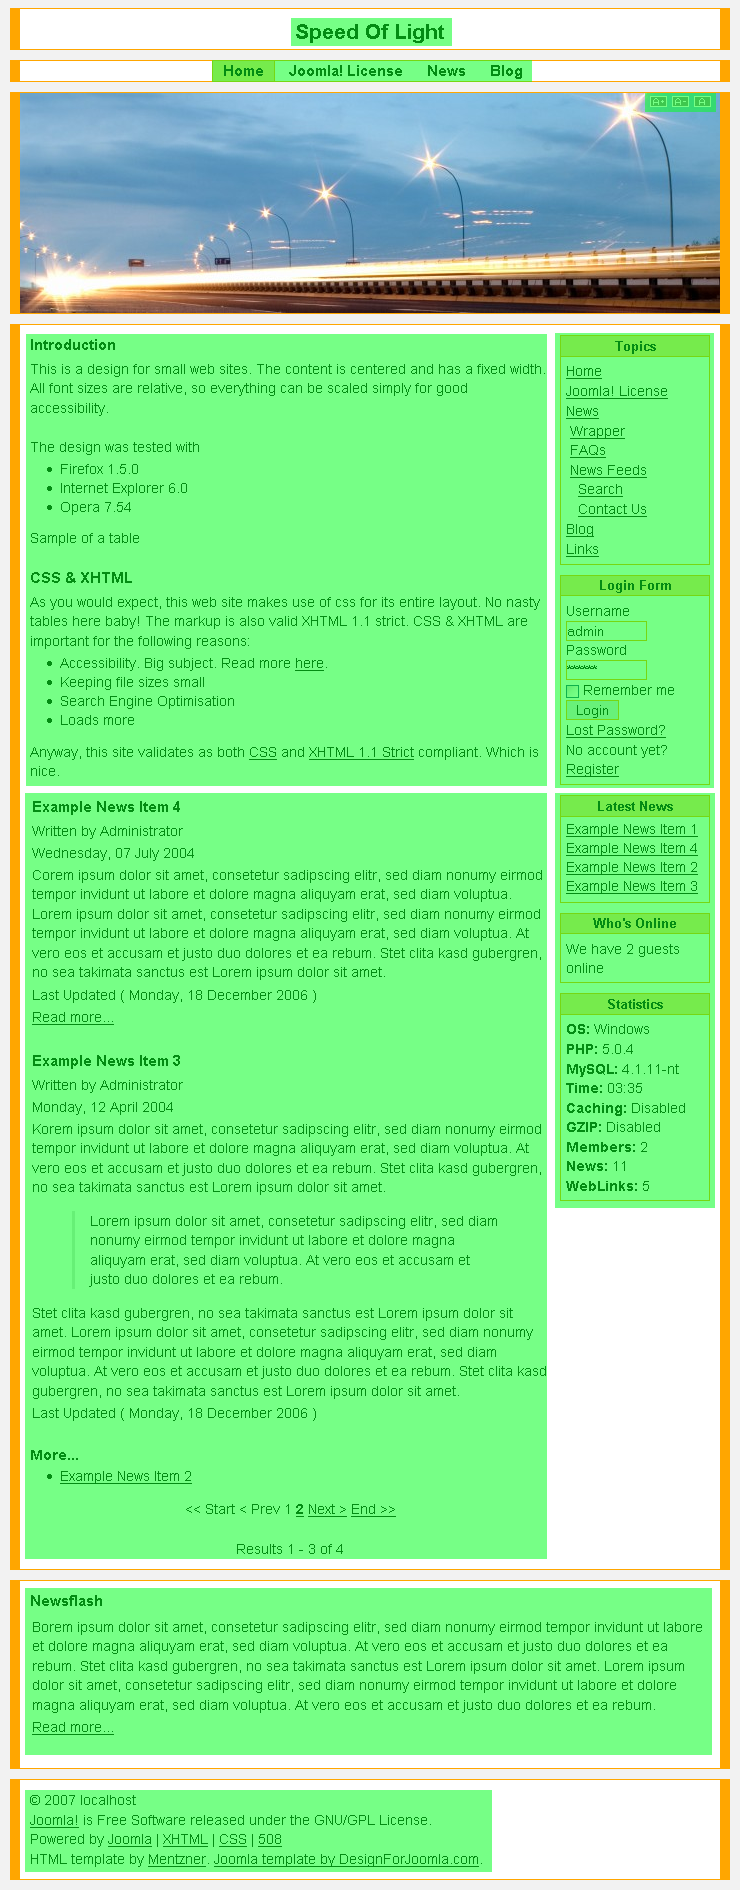 Speed Of Light
Home Joomla! License News Blog
A+ A- A
Introduction
This is a design for small web sites. The content is centered and has a fixed width.
All font sizes are relative, so everything can be scaled simply for good
accessibility.
The design was tested with
Firefox 1.5.0
Internet Explorer 6.0
Opera 7.54
Sample of a table
CSS & XHTML
As you would expect, this web site makes use of css for its entire layout. No nasty
tables here baby! The markup is also valid XHTML 1.1 strict. CSS & XHTML are
important for the following reasons:
Accessibility. Big subject. Read more here.
Keeping file sizes small
Search Engine Optimisation
Loads more
Anyway, this site validates as both CSS and XHTML 1.1 Strict compliant. Which is
nice.
Example News Item 4
Written by Administrator
Wednesday, 07 July 2004
Corem ipsum dolor sit amet, consetetur sadipscing elitr, sed diam nonumy eirmod
tempor invidunt ut labore et dolore magna aliquyam erat, sed diam voluptua.
Lorem ipsum dolor sit amet, consetetur sadipscing elitr, sed diam nonumy eirmod
tempor invidunt ut labore et dolore magna aliquyam erat, sed diam voluptua. At
vero eos et accusam et justo duo dolores et ea rebum. Stet clita kasd gubergren,
no sea takimata sanctus est Lorem ipsum dolor sit amet.
Last Updated ( Monday, 18 December 2006 )
Read more...
Example News Item 3
Written by Administrator
Monday, 12 April 2004
Korem ipsum dolor sit amet, consetetur sadipscing elitr, sed diam nonumy eirmod
tempor invidunt ut labore et dolore magna aliquyam erat, sed diam voluptua. At
vero eos et accusam et justo duo dolores et ea rebum. Stet clita kasd gubergren,
no sea takimata sanctus est Lorem ipsum dolor sit amet.
Lorem ipsum dolor sit amet, consetetur sadipscing elitr, sed diam
nonumy eirmod tempor invidunt ut labore et dolore magna
aliquyam erat, sed diam voluptua. At vero eos et accusam et
justo duo dolores et ea rebum.
Stet clita kasd gubergren, no sea takimata sanctus est Lorem ipsum dolor sit
amet. Lorem ipsum dolor sit amet, consetetur sadipscing elitr, sed diam nonumy
eirmod tempor invidunt ut labore et dolore magna aliquyam erat, sed diam
voluptua. At vero eos et accusam et justo duo dolores et ea rebum. Stet clita kasd
gubergren, no sea takimata sanctus est Lorem ipsum dolor sit amet.
Last Updated ( Monday, 18 December 2006 )
More...
Example News Item 2
<< Start < Prev 1 2 Next > End >>
Results 1 - 3 of 4
Topics
Home
Joomla! License
News
Wrapper
FAQs
News Feeds
Search
Contact Us
Blog
Links
Login Form
Username
admin
Password
*******
Remember me
Login
Lost Password?
No account yet?
Register
Latest News
Example News Item 1
Example News Item 4
Example News Item 2
Example News Item 3
Who's Online
We have 2 guests
online
Statistics
OS: Windows
PHP: 5.0.4
MySQL: 4.1.11-nt
Time: 03:35
Caching: Disabled
GZIP: Disabled
Members: 2
News: 11
WebLinks: 5
Newsflash
Borem ipsum dolor sit amet, consetetur sadipscing elitr, sed diam nonumy eirmod tempor invidunt ut labore
et dolore magna aliquyam erat, sed diam voluptua. At vero eos et accusam et justo duo dolores et ea
rebum. Stet clita kasd gubergren, no sea takimata sanctus est Lorem ipsum dolor sit amet. Lorem ipsum
dolor sit amet, consetetur sadipscing elitr, sed diam nonumy eirmod tempor invidunt ut labore et dolore
magna aliquyam erat, sed diam voluptua. At vero eos et accusam et justo duo dolores et ea rebum.
Read more...
© 2007 localhost
Joomla! is Free Software released under the GNU/GPL License.
Powered by Joomla | XHTML | CSS | 508
HTML template by Mentzner. Joomla template by DesignForJoomla.com.